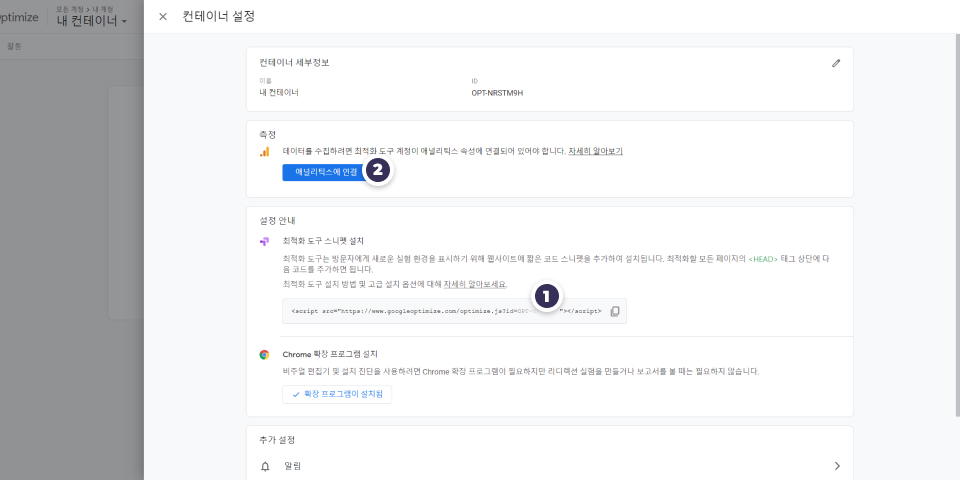 ptimize
모든 계정 > 내 계정
내 컨테이너
컨테이너 설정
컨테이너 세부정보
이름
ID
내 컨테이너
OPT-NRSTM9H
측정
데이터를 수집하려면 최적화 도구 계정이 애널리틱스 속성에 연결되어 있어야 합니다. 자세히 알아보기
애널리틱스에 연결
2
설정 안내
최적화 도구 스니펫 설치
최적화 도구는 방문자에게 새로운 실험 환경을 표시하기 위해 웹사이트에 짧은 코드 스니펫을 추가하여 설치됩니다. 최적화할 모든 페이지의 <HEAD> 태그 상단에 다
음 코드를 추가하면 됩니다.
최적화 도구 설치 방법 및 고급 설치 옵션에 대해 자세히 알아보세요.
1
<script src="https://www.googleoptimize.com/optimize.js?id=OPT- "></script>
Chrome 확장 프로그램 설치
비주얼 편집기 및 설치 진단을 사용하려면 Chrome 확장 프로그램이 필요하지만 리디렉션 실험을 만들거나 보고서를 볼 때는 필요하지 않습니다.
확장 프로그램이 설치됨
추가 설정
알림